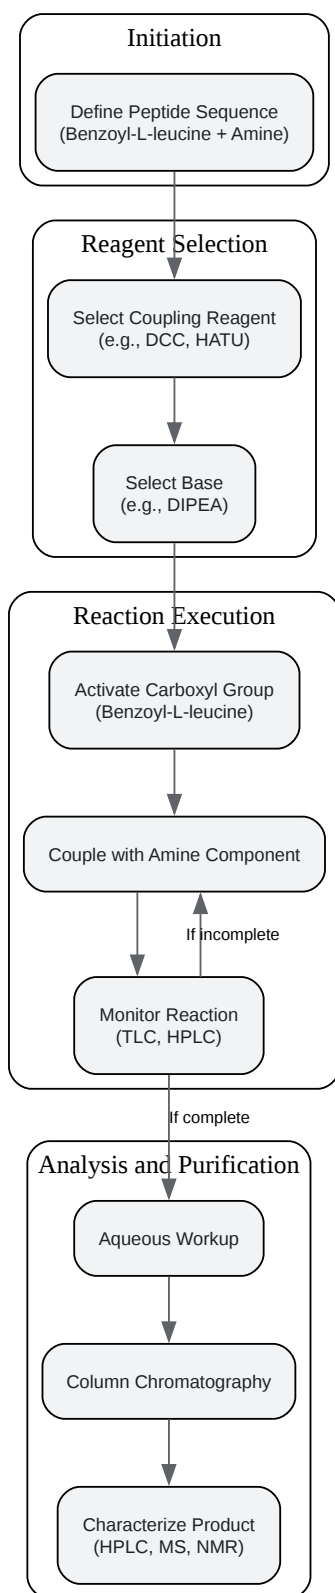 Initiation
Define Peptide Sequence
(Benzoyl-L-leucine + Amine)
Reagent Selection
Select Coupling Reagent
(e.g., DCC, HATU)
Select Base
(e.g., DIPEA)
Reaction Execution
Activate Carboxyl Group
(Benzoyl-L-leucine)
Couple with Amine Component
If incomplete
Monitor Reaction
(TLC, HPLC)
If complete
Analysis and Purification
Aqueous Workup
Column Chromatography
Characterize Product
(HPLC, MS, NMR)